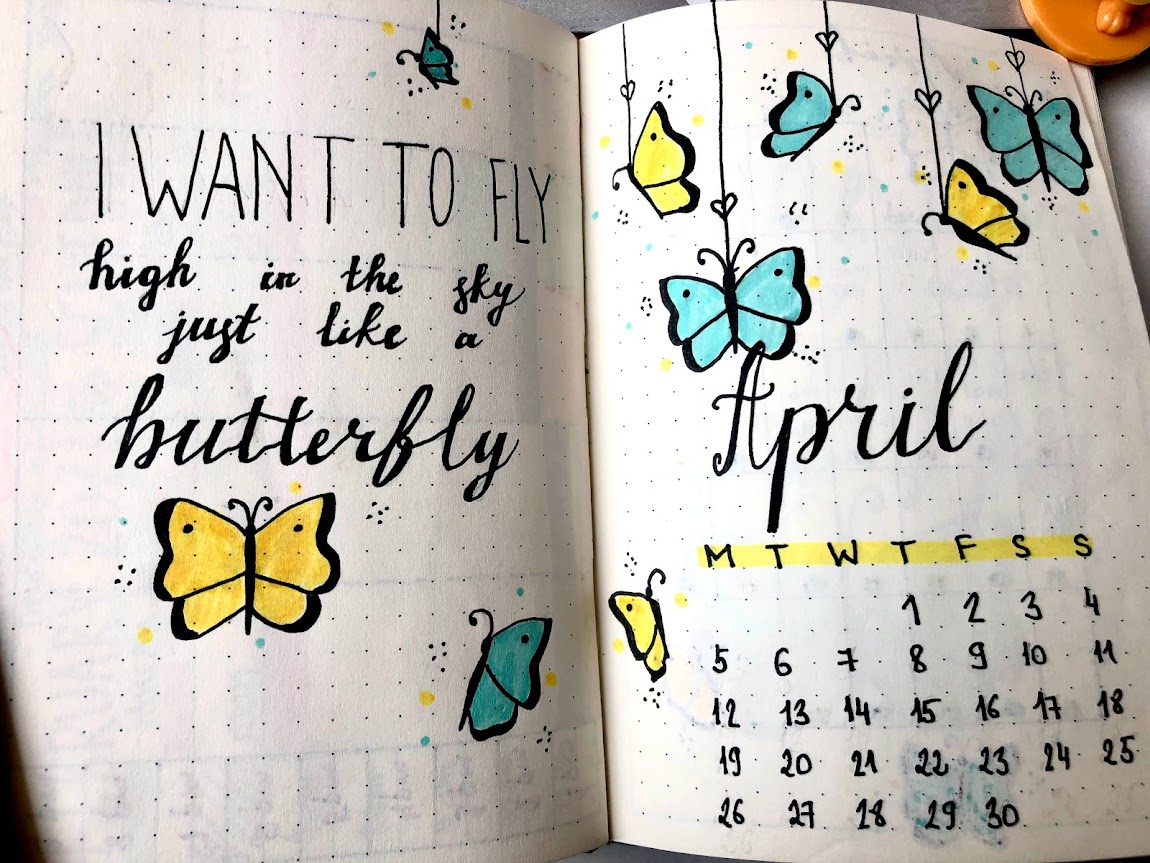 I WANT TO FLY
high in the sky
just like a
butterfly
April
M T W T F S S
1 2 3 4
5 6 7 8 9 10 11
12 13 14 15 16 17 18
19 20 21 22 23 24 25
26 27 28 29 30